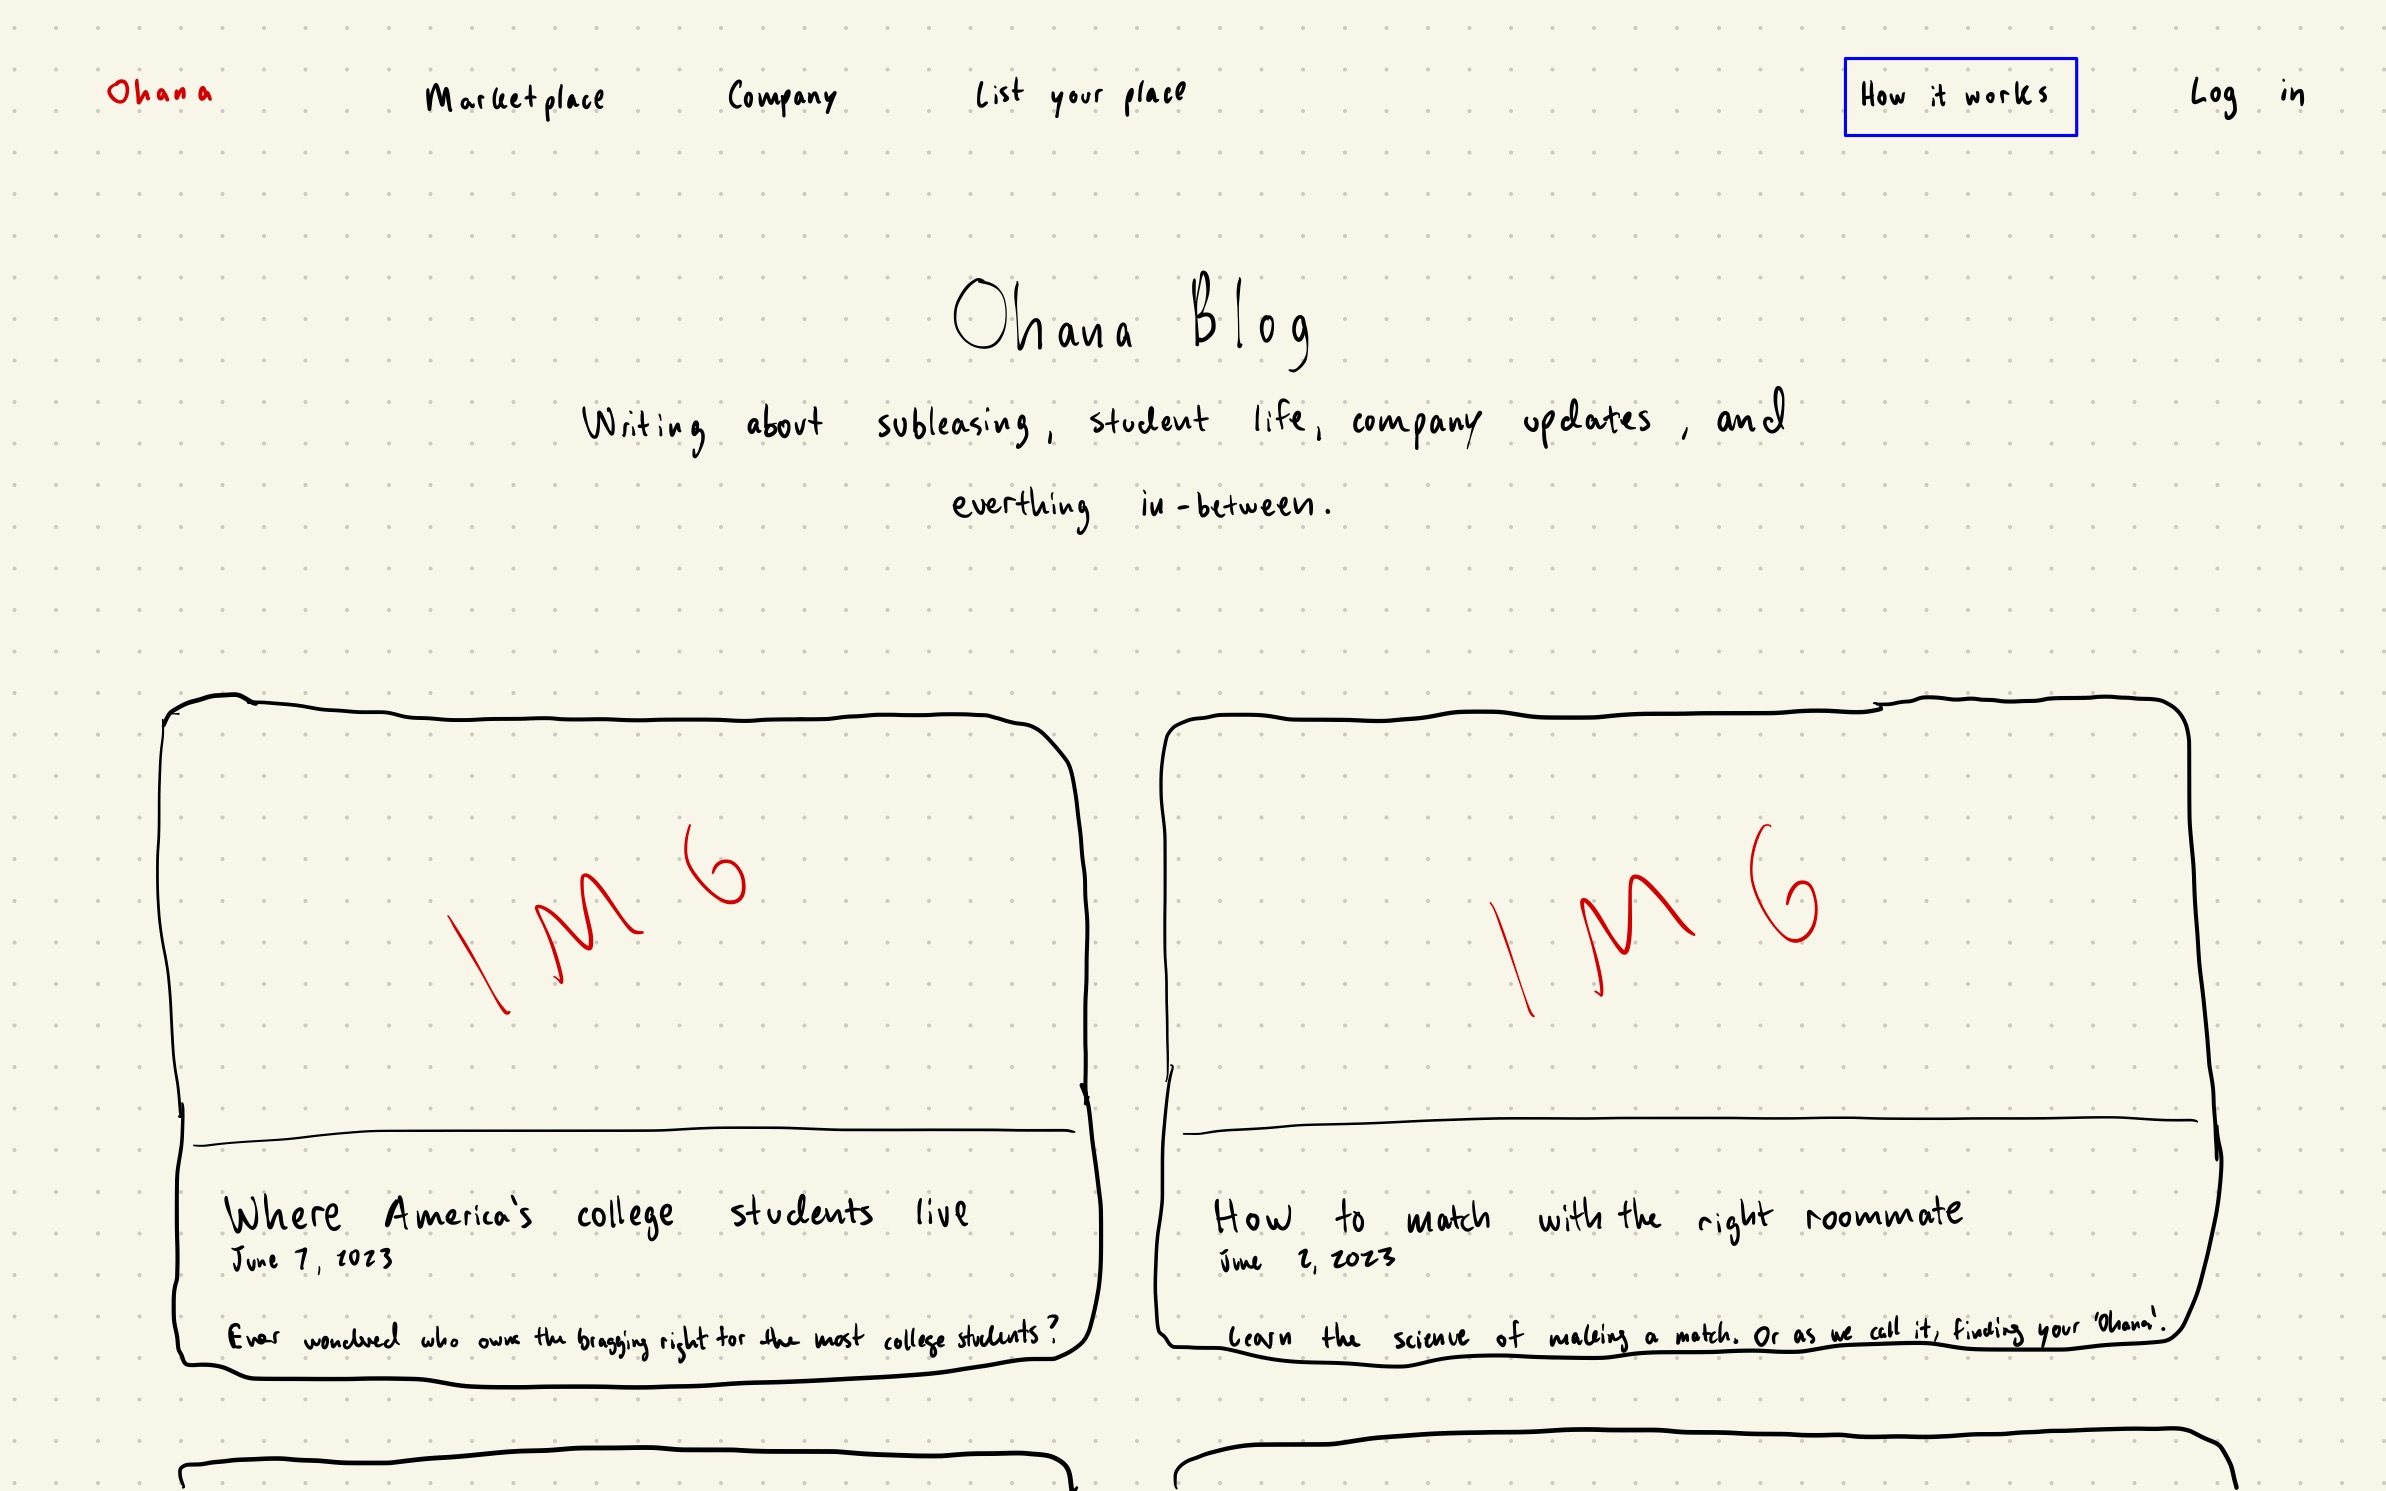 Ohana Marketplace Company List your place How it works Log in
Ohana Blog
Writing about subleasing, student life, company updates, and
everthing in-between.
IMG
IMG
Where America's college students live
June 7, 2023
Ever wondered who owns the bragging right for the most college students?
How to match with the right roommate
June 2, 2023
Learn the science of making a match. Or as we call it, finding your 'Ohana'.